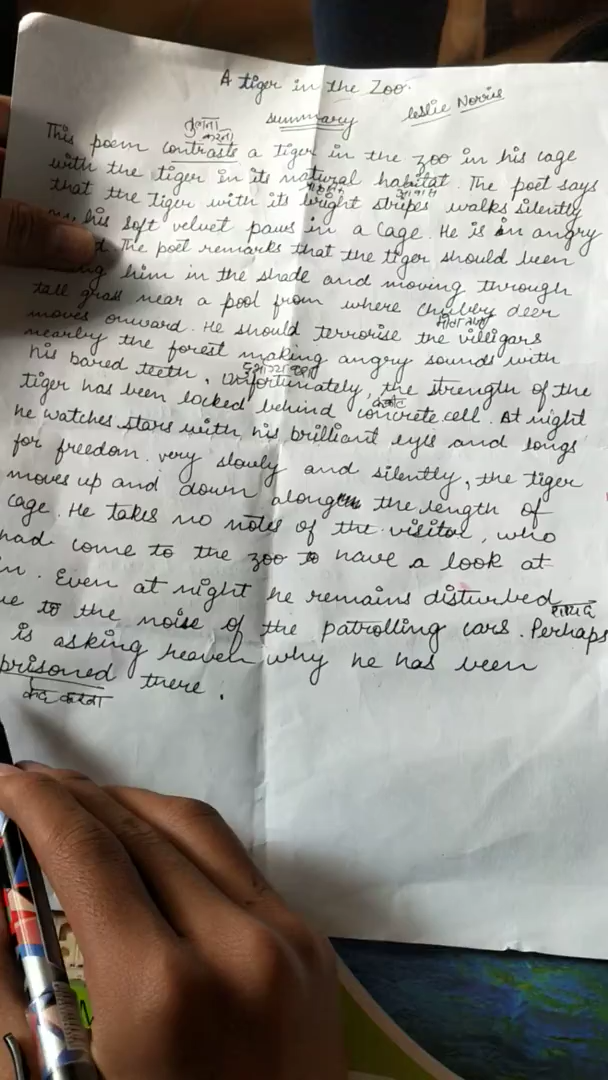 A tiger in the Zoo.
Leslie Norris
summary
तुलना करना
This poem contrasts a tiger in the zoo in his cage
with the tiger in its natural habitat. The poet says
that the tiger with its bright stripes walks silently
his soft velvet paws in a cage. He is in angry
The poet remarks that the tiger should been
him in the shade and moving through
tall grass near a pool from where chubby deer
moves onward. He should terrorise the villigars
nearby the forest making angry sounds with
his bared teeth. Unfortunately, the strength of the
tiger has been locked behind concrete cell. At night
he watches stars with his brilliant eyes and longs
for freedom. very slowly and silently, the tiger
moves up and down along the length of
cage. He takes no notes of the visitor, who
had come to the zoo to have a look at
Even at night he remains disturbed
शायद
to the noise of the patrolling cars. Perhaps
is asking heaven why he has been
prisoned there.
कैद करना